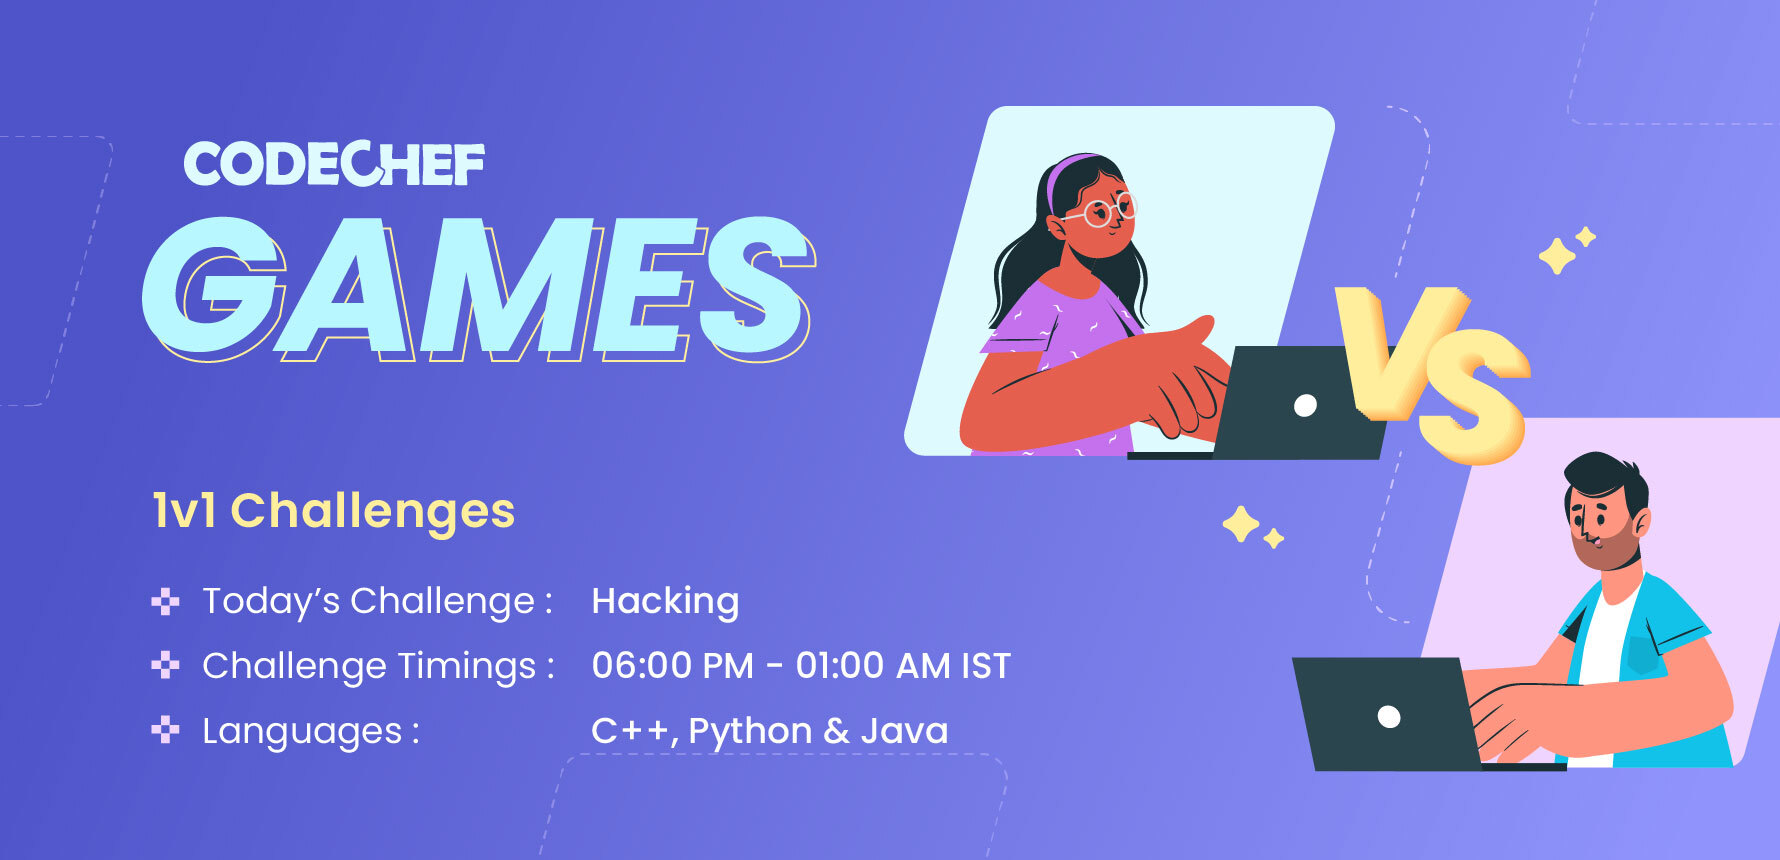 CODECHEF
GAMES
VS
1v1 Challenges
Today's Challenge : Hacking
Challenge Timings : 06:00 PM - 01:00 AM IST
Languages : C++, Python & Java